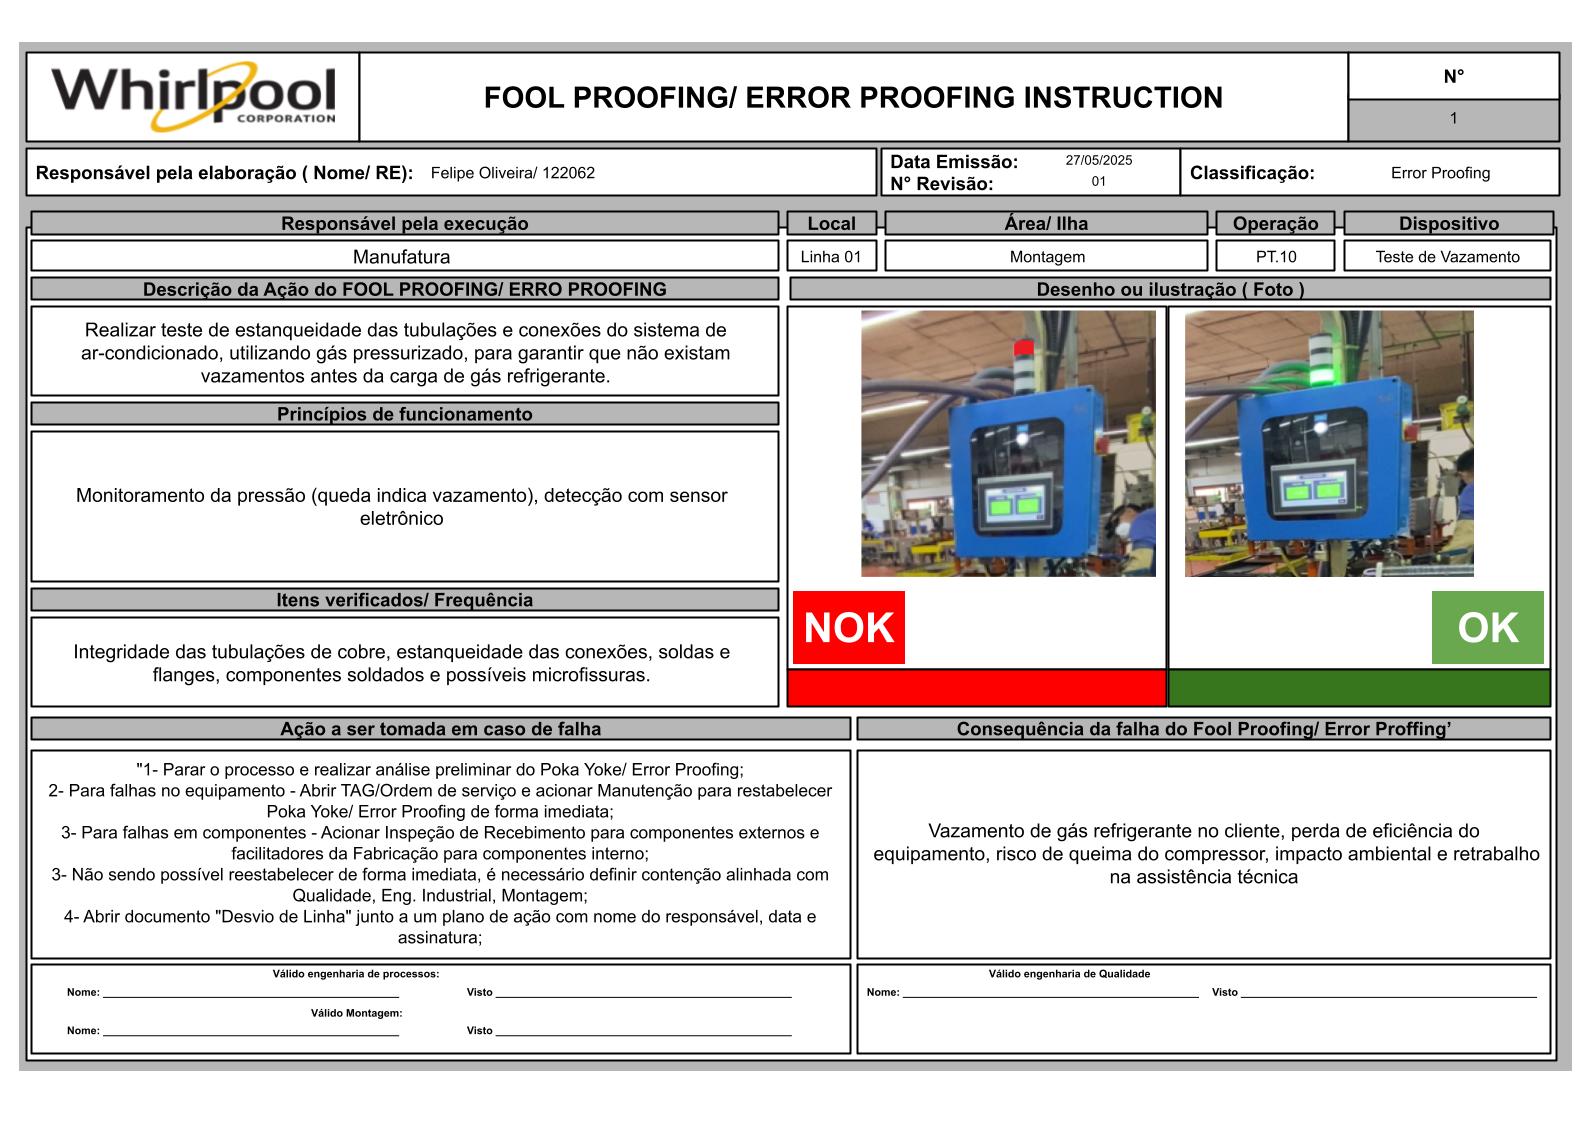 Whirlpool
CORPORATION
FOOL PROOFING/ ERROR PROOFING INSTRUCTION
N°
1
Responsável pela elaboração ( Nome/ RE): Felipe Oliveira/ 122062
Data Emissão: 27/05/2025
N° Revisão: 01
Classificação: Error Proofing
Responsável pela execução
Local
Área/ Ilha
Operação
Dispositivo
Manufatura
Linha 01
Montagem
PT.10
Teste de Vazamento
Descrição da Ação do FOOL PROOFING/ ERRO PROOFING
Desenho ou ilustração ( Foto )
Realizar teste de estanqueidade das tubulações e conexões do sistema de
ar-condicionado, utilizando gás pressurizado, para garantir que não existam
vazamentos antes da carga de gás refrigerante.
Princípios de funcionamento
Monitoramento da pressão (queda indica vazamento), detecção com sensor
eletrônico
Itens verificados/ Frequência
Integridade das tubulações de cobre, estanqueidade das conexões, soldas e
flanges, componentes soldados e possíveis microfissuras.
NOK
OK
Ação a ser tomada em caso de falha
"1- Parar o processo e realizar análise preliminar do Poka Yoke/ Error Proofing;
2- Para falhas no equipamento - Abrir TAG/Ordem de serviço e acionar Manutenção para restabelecer
Poka Yoke/ Error Proofing de forma imediata;
3- Para falhas em componentes - Acionar Inspeção de Recebimento para componentes externos e
facilitadores da Fabricação para componentes interno;
3- Não sendo possível reestabelecer de forma imediata, é necessário definir contenção alinhada com
Qualidade, Eng. Industrial, Montagem;
4- Abrir documento "Desvio de Linha" junto a um plano de ação com nome do responsável, data e
assinatura;
Consequência da falha do Fool Proofing/ Error Proffing’
Vazamento de gás refrigerante no cliente, perda de eficiência do
equipamento, risco de queima do compressor, impacto ambiental e retrabalho
na assistência técnica
Válido engenharia de processos:
Nome: Visto
Válido Montagem:
Nome: Visto
Válido engenharia de Qualidade
Nome: Visto